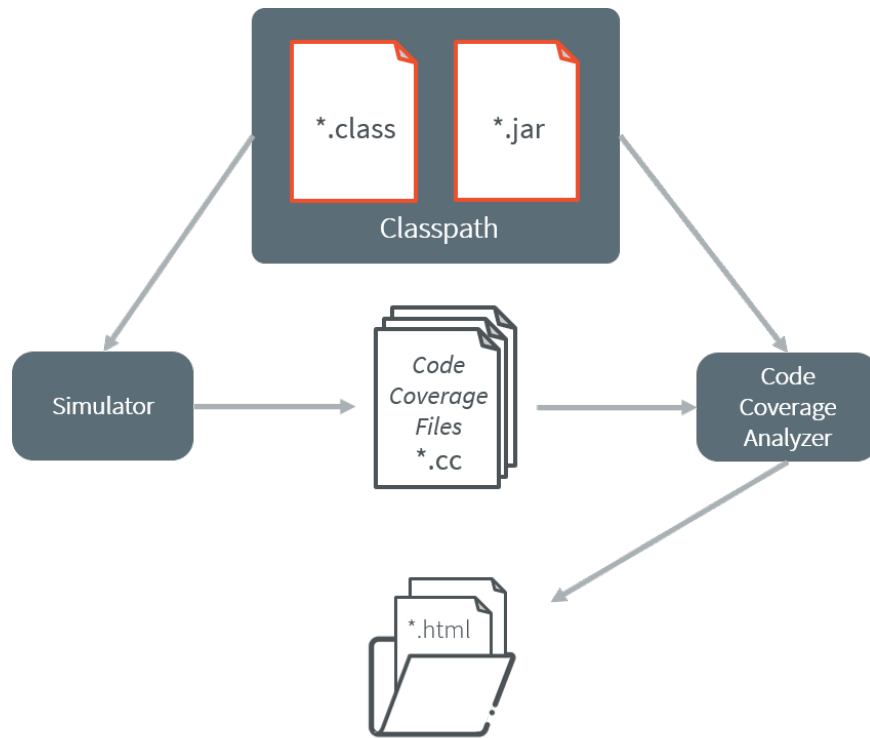 *.class
*.jar
Classpath
Simulator
Code
Coverage
Files
*.cc
Code
Coverage
Analyzer
*.html